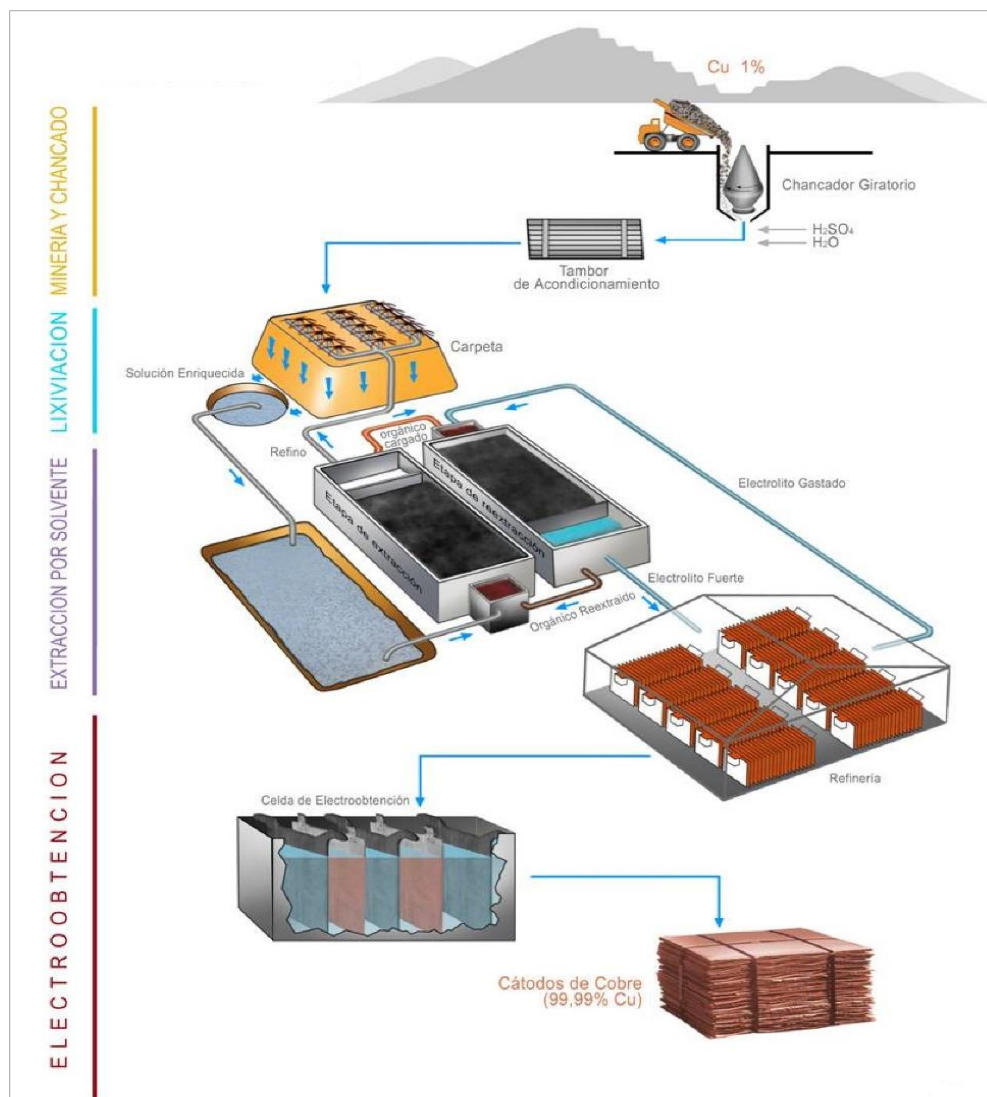 Cu 1%
MINERIA Y CHANCADO
Chancador Giratorio
H₂SO₄
H₂O
Tambor
de Acondicionamiento
LIXIVIACION
Carpeta
Solución Enriquecida
orgánico
cargado
Refino
EXTRACCION POR SOLVENTE
Etapa de extracción
Etapa de reextracción
Electrolito Gastado
Electrolito Fuerte
Orgánico Reextraido
Refinería
ELECTROOBTENCION
Celda de Electroobtención
Cátodos de Cobre
(99,99% Cu)